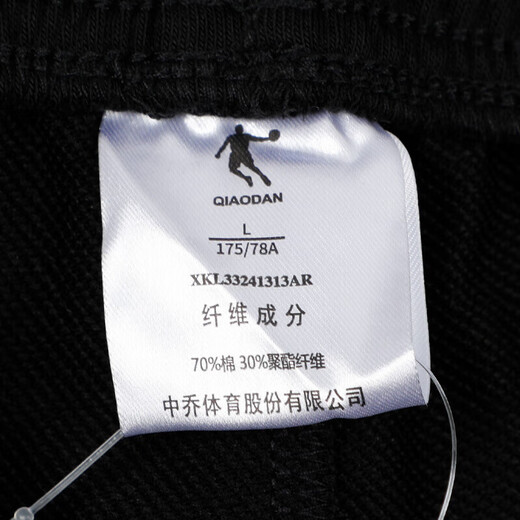 QIAODAN
L
175/78A
XKL33241313AR
纤维成分
70%棉 30%聚酯纤维
中乔体育股份有限公司